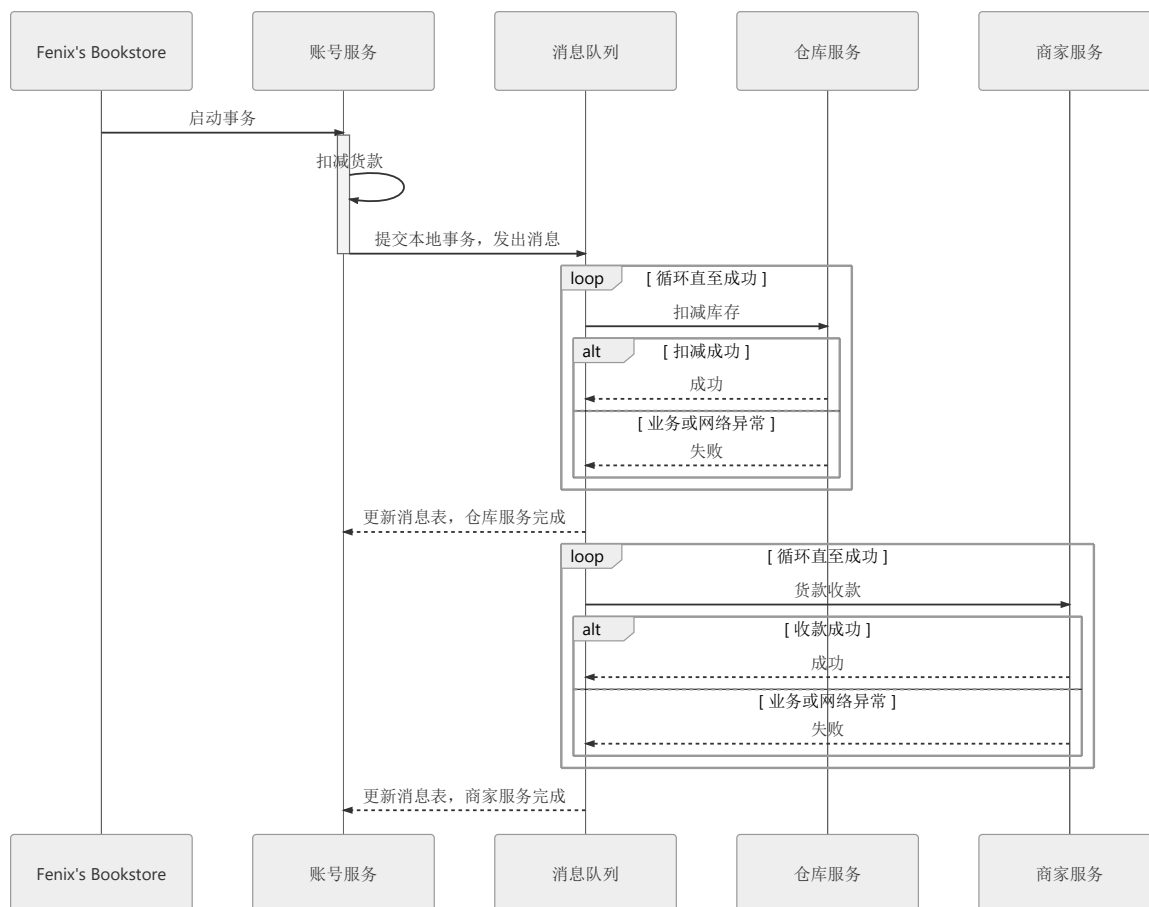 Fenix's Bookstore
账号服务
消息队列
仓库服务
商家服务
启动事务
扣减货款
提交本地事务，发出消息
loop
[ 循环直至成功 ]
扣减库存
alt
[ 扣减成功 ]
成功
[ 业务或网络异常 ]
失败
更新消息表，仓库服务完成
loop
[ 循环直至成功 ]
货款收款
alt
[ 收款成功 ]
成功
[ 业务或网络异常 ]
失败
更新消息表，商家服务完成
Fenix's Bookstore
账号服务
消息队列
仓库服务
商家服务